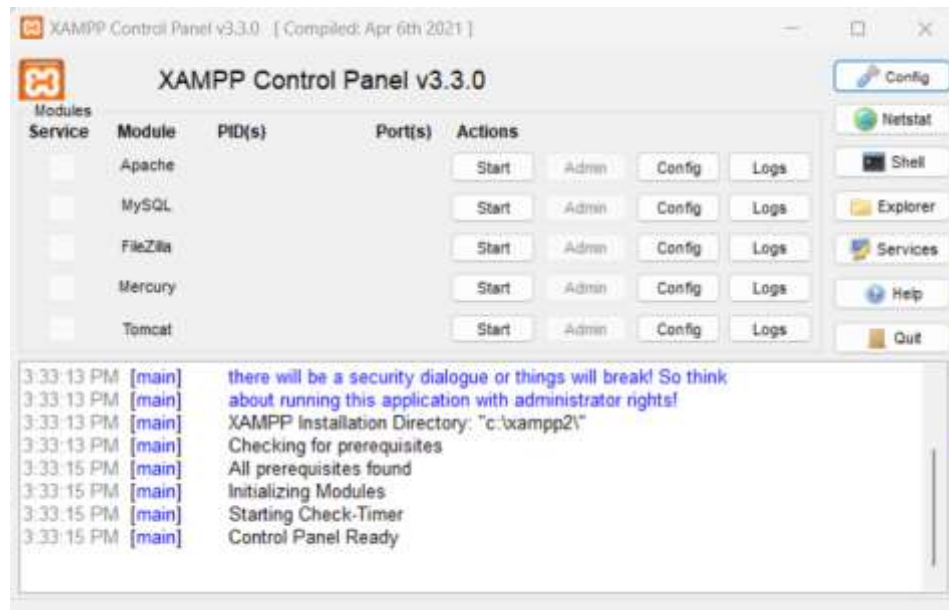 XAMPP Control Panel v3.3.0 [ Compiled: Apr 6th 2021 ]
XAMPP Control Panel v3.3.0
Config
Modules
Service Module PID(s) Port(s) Actions
Netstat
Apache Start Admin Config Logs
Shell
MySQL Start Admin Config Logs
Explorer
FileZilla Start Admin Config Logs
Services
Mercury Start Admin Config Logs
Help
Tomcat Start Admin Config Logs
Quit
3:33:13 PM [main] there will be a security dialogue or things will break! So think
3:33:13 PM [main] about running this application with administrator rights!
3:33:13 PM [main] XAMPP Installation Directory: "c:\xampp2\"
3:33:13 PM [main] Checking for prerequisites
3:33:15 PM [main] All prerequisites found
3:33:15 PM [main] Initializing Modules
3:33:15 PM [main] Starting Check-Timer
3:33:15 PM [main] Control Panel Ready